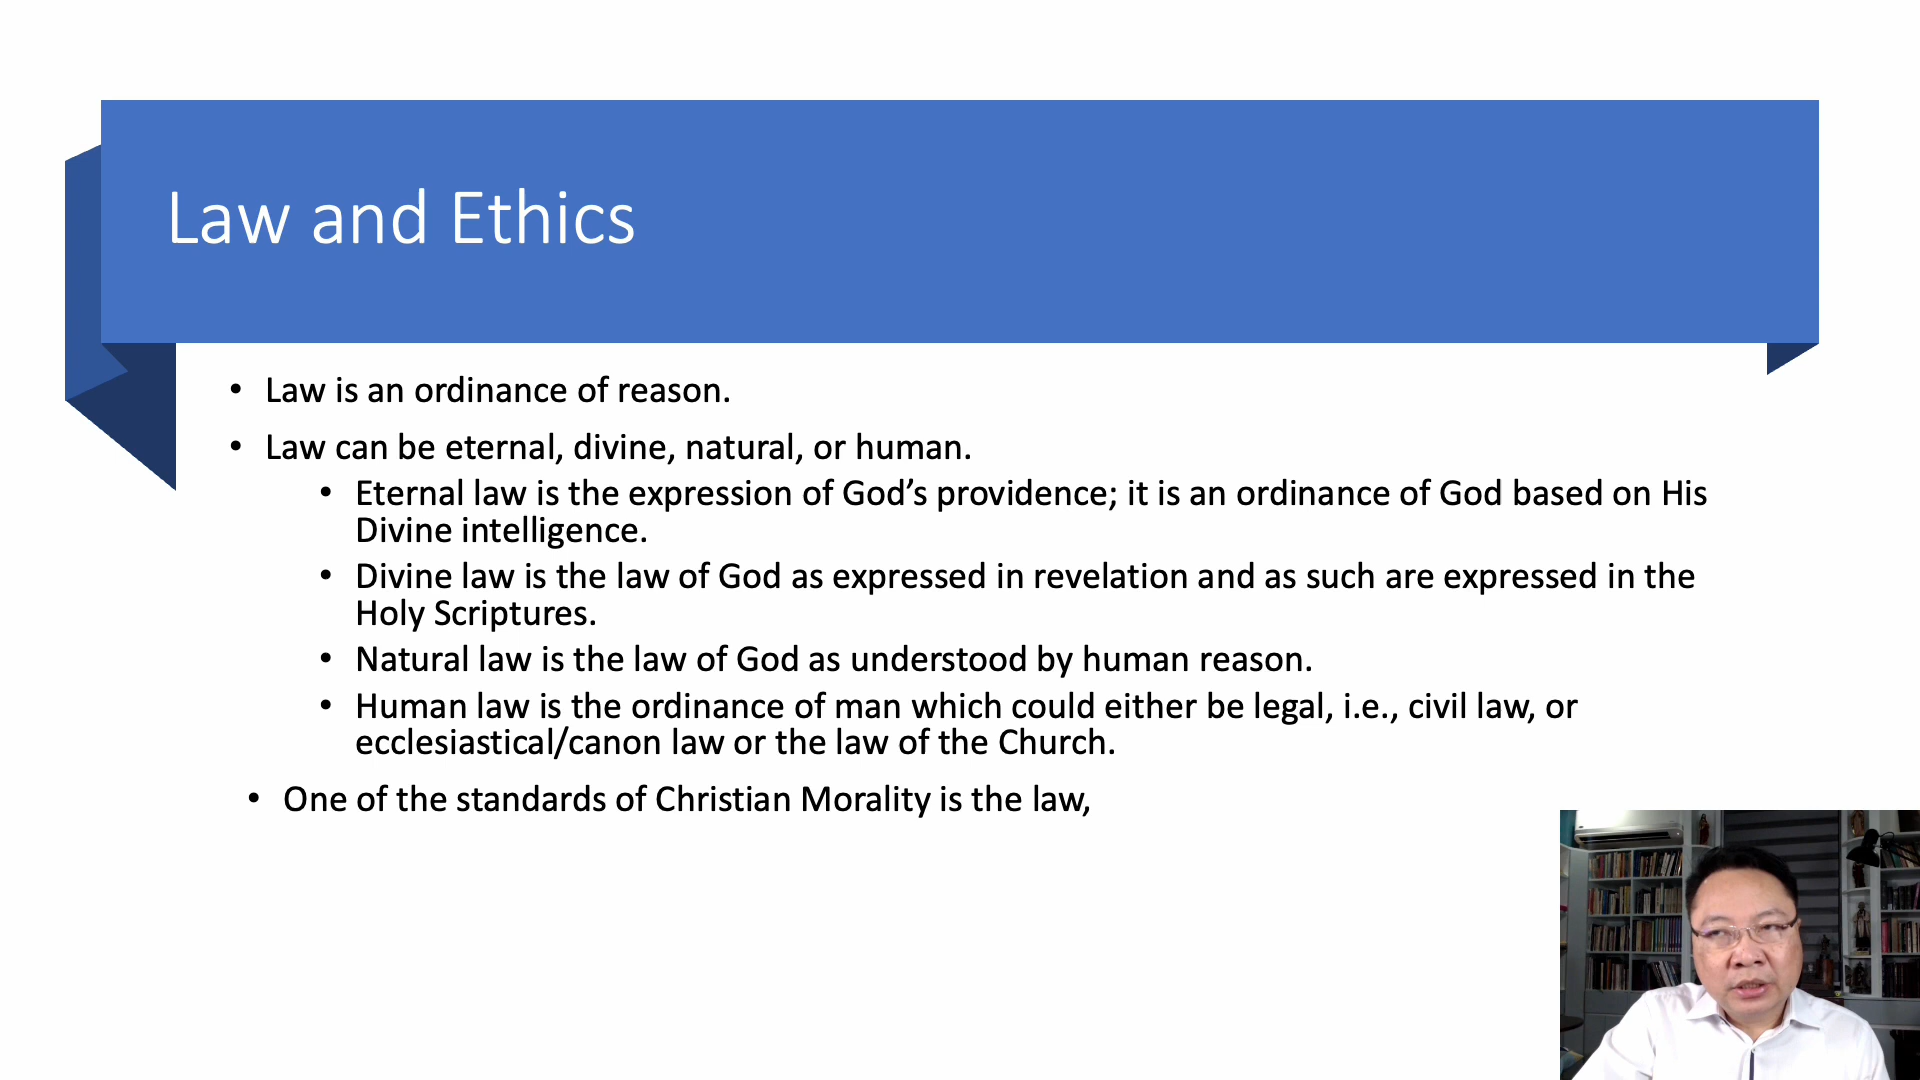 Law and Ethics
• Law is an ordinance of reason.
• Law can be eternal, divine, natural, or human.
• Eternal law is the expression of God’s providence; it is an ordinance of God based on His
Divine intelligence.
• Divine law is the law of God as expressed in revelation and as such are expressed in the
Holy Scriptures.
• Natural law is the law of God as understood by human reason.
• Human law is the ordinance of man which could either be legal, i.e., civil law, or
ecclesiastical/canon law or the law of the Church.
• One of the standards of Christian Morality is the law,